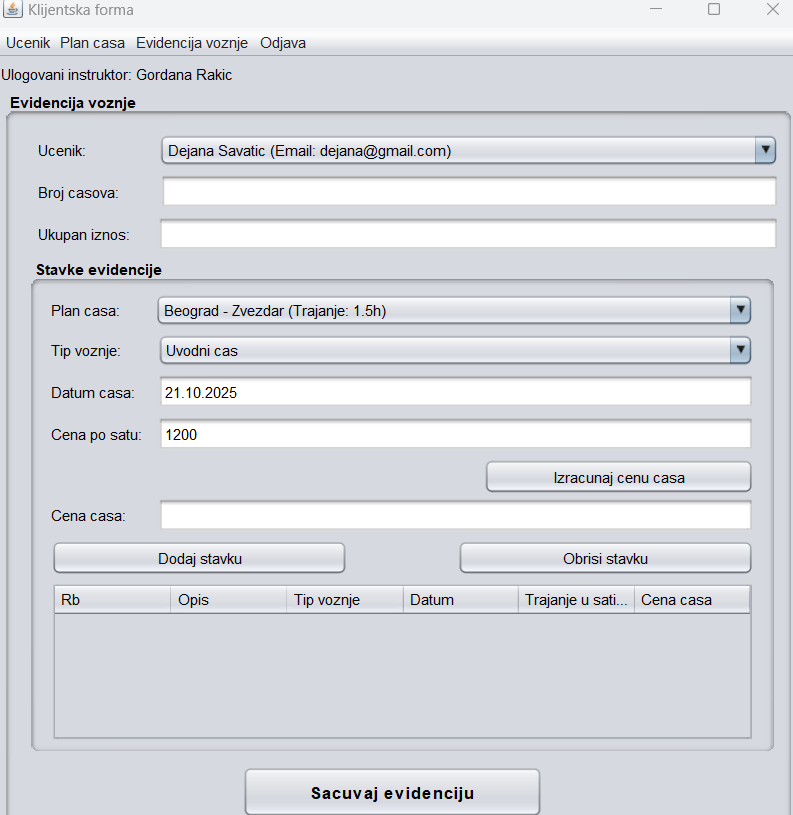 Klijentska forma
Ucenik Plan casa Evidencija voznje Odjava
Ulogovani instruktor: Gordana Rakic
Evidencija voznje
Ucenik: Dejana Savatic (Email: dejana@gmail.com)
Broj casova:
Ukupan iznos:
Stavke evidencije
Plan casa: Beograd - Zvezdar (Trajanje: 1.5h)
Tip voznje: Uvodni cas
Datum casa: 21.10.2025
Cena po satu: 1200
Izracunaj cenu casa
Cena casa:
Dodaj stavku Obrisi stavku
Rb Opis Tip voznje Datum Trajanje u sati... Cena casa
Sacuvaj evidenciju